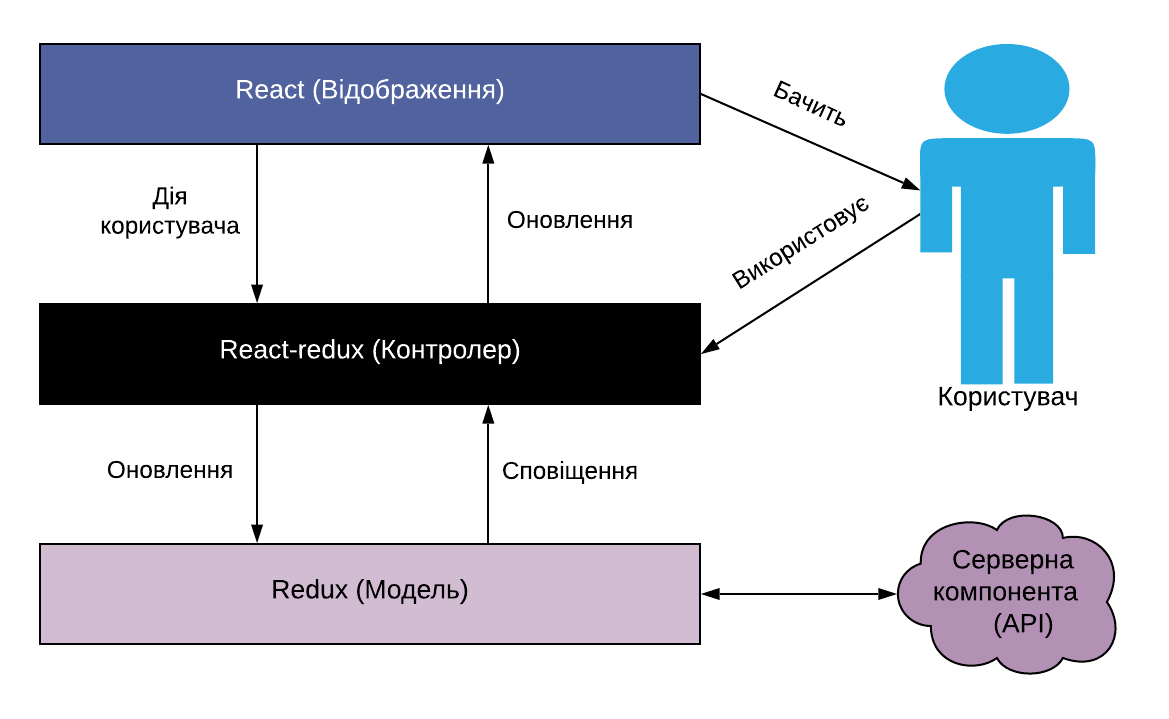 React (Відображення)
Бачить
Дія
користувача
Оновлення
Використовує
React-redux (Контролер)
Користувач
Оновлення
Сповіщення
Redux (Модель)
Серверна
компонента
(API)